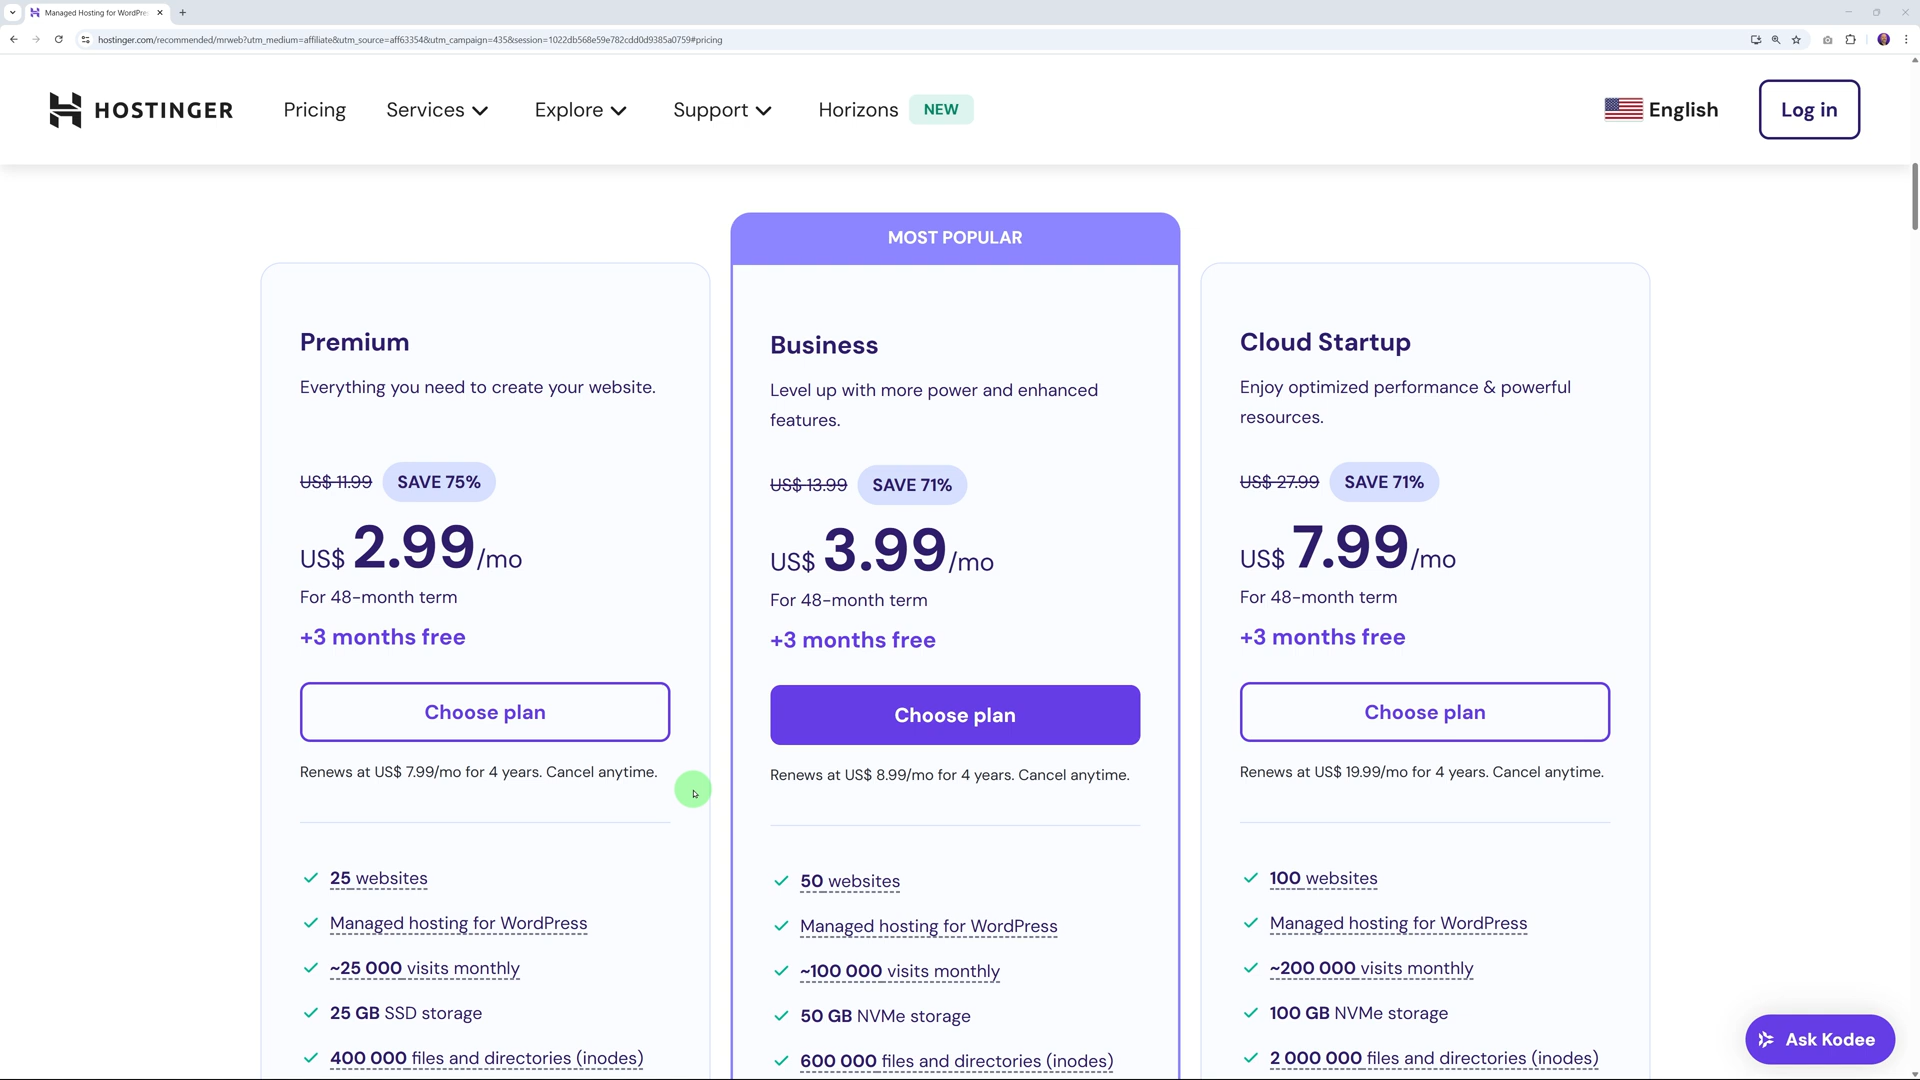 Managed Hosting for WordPre
hostinger.com/recommended/mrweb?utm_medium=affiliate&utm_source=aff63354&utm_campaign=435&session=1022db568e59e782cdd0d9385a0759#pricing
HOSTINGER
Pricing
Services
Explore
Support
Horizons
NEW
English
Log in
MOST POPULAR
Premium
Everything you need to create your website.
US$ 11.99
SAVE 75%
US$ 2.99/mo
For 48-month term
+3 months free
Choose plan
Renews at US$ 7.99/mo for 4 years. Cancel anytime.
25 websites
Managed hosting for WordPress
~25 000 visits monthly
25 GB SSD storage
400 000 files and directories (inodes)
Business
Level up with more power and enhanced
features.
US$ 13.99
SAVE 71%
US$ 3.99/mo
For 48-month term
+3 months free
Choose plan
Renews at US$ 8.99/mo for 4 years. Cancel anytime.
50 websites
Managed hosting for WordPress
~100 000 visits monthly
50 GB NVMe storage
600 000 files and directories (inodes)
Cloud Startup
Enjoy optimized performance & powerful
resources.
US$ 27.99
SAVE 71%
US$ 7.99/mo
For 48-month term
+3 months free
Choose plan
Renews at US$ 19.99/mo for 4 years. Cancel anytime.
100 websites
Managed hosting for WordPress
~200 000 visits monthly
100 GB NVMe storage
2 000 000 files and directories (inodes)
Ask Kodee